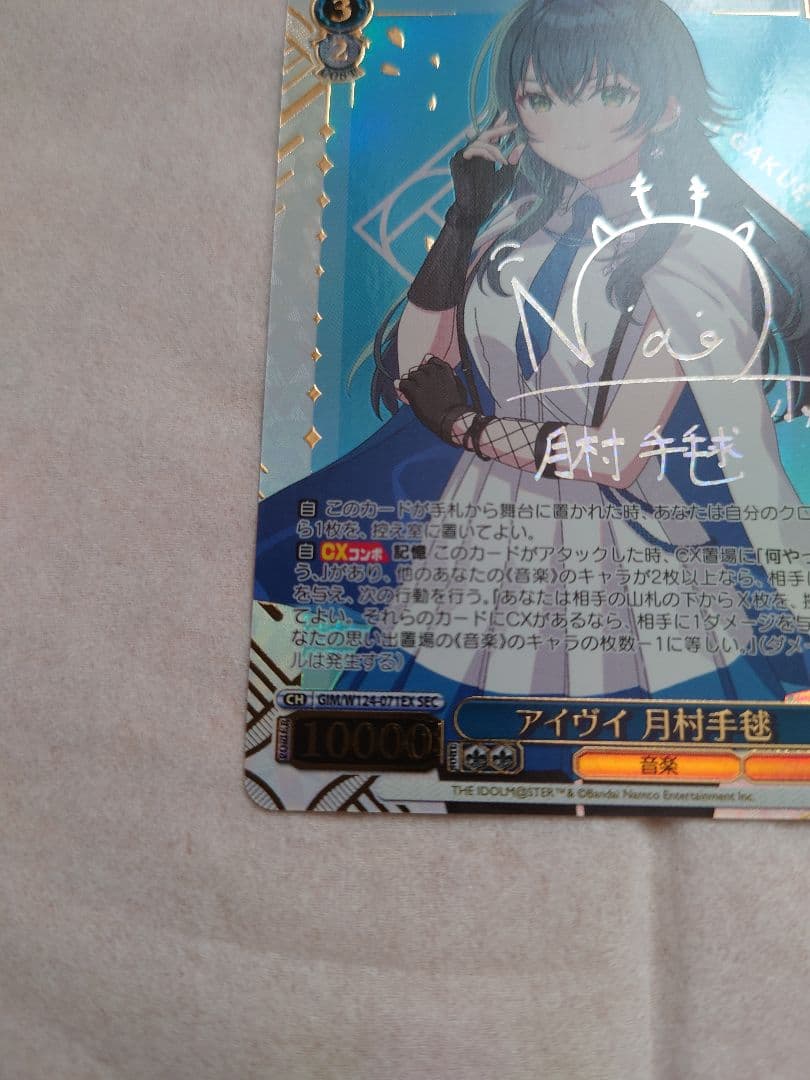 3
2
COST
GAKU
月村 手毬
自 このカードが手札から舞台に置かれた時、あなたは自分のクロ
ら1枚を、控え室に置いてよい。
自 CXコンボ 記憶 このカードがアタックした時、CX置場に「何やっ
う、」があり、他のあなたの《音楽》のキャラが2枚以上なら、相手に
を与え、次の行動を行う。「あなたは相手の山札の下からX枚を、
てよい。それらのカードにCXがあるなら、相手に1ダメージを与
なたの思い出置場の《音楽》のキャラの枚数－1に等しい。」（ダメー
ルは発生する）
CH GIM/W124-071EX SEC
アイヴイ 月村手毬
POWER 10000
音楽
THE IDOLM@STER™& ©Bandai Namco Entertainment Inc.